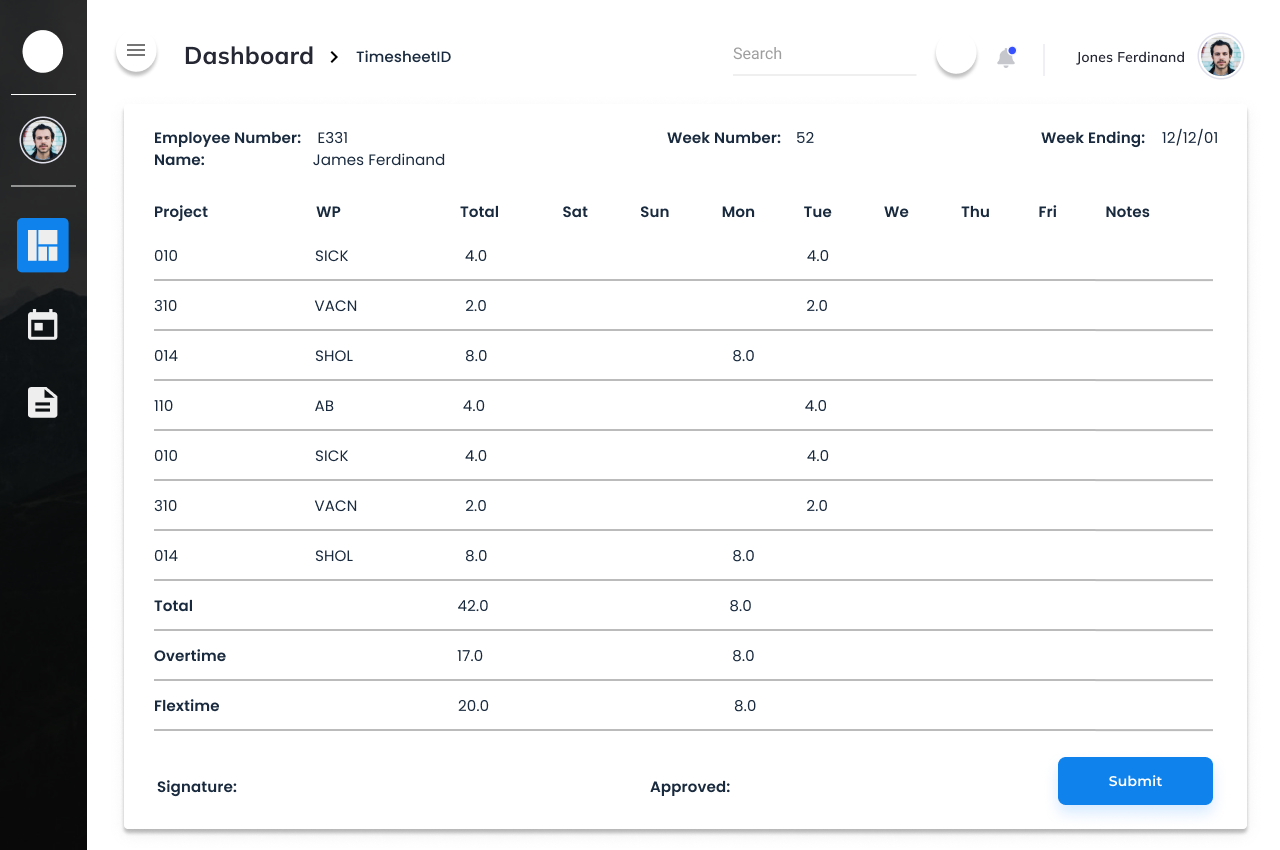 Dashboard > TimesheetID Search Jones Ferdinand
Employee Number: E331 Week Number: 52 Week Ending: 12/12/01
Name: James Ferdinand
Project WP Total Sat Sun Mon Tue We Thu Fri Notes
010 SICK 4.0 4.0
310 VACN 2.0 2.0
014 SHOL 8.0 8.0
110 AB 4.0 4.0
010 SICK 4.0 4.0
310 VACN 2.0 2.0
014 SHOL 8.0 8.0
Total 42.0 8.0
Overtime 17.0 8.0
Flextime 20.0 8.0
Signature: Approved: Submit